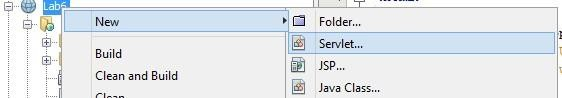 Lab6
New
Folder...
Servlet...
Build
JSP...
Clean and Build
Java Class...
Clean